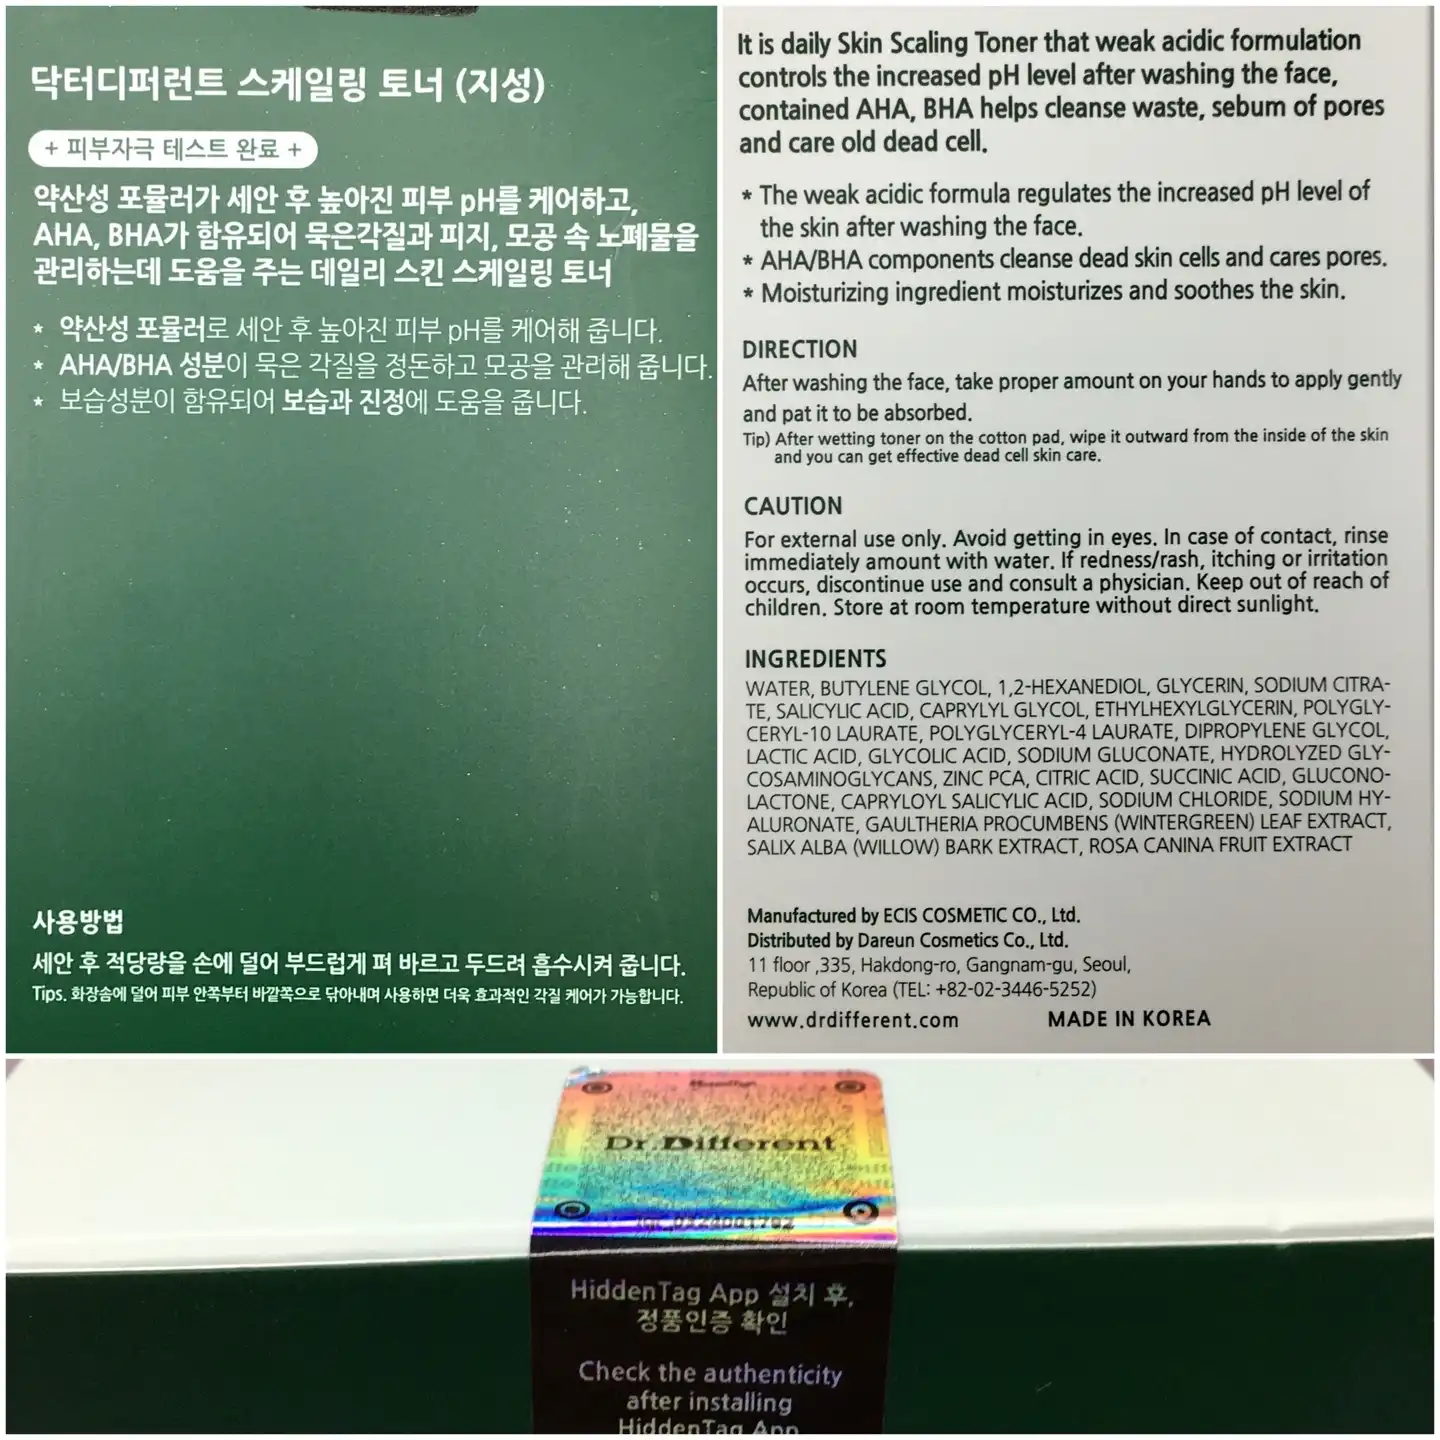 닥터디퍼런트 스케일링 토너 (지성)
+ 피부자극 테스트 완료 +
약산성 포뮬러가 세안 후 높아진 피부 pH를 케어하고,
AHA, BHA가 함유되어 묵은각질과 피지, 모공 속 노폐물을
관리하는데 도움을 주는 데일리 스킨 스케일링 토너
* 약산성 포뮬러로 세안 후 높아진 피부 pH를 케어해 줍니다.
* AHA/BHA 성분이 묵은 각질을 정돈하고 모공을 관리해 줍니다.
* 보습성분이 함유되어 보습과 진정에 도움을 줍니다.
사용방법
세안 후 적당량을 손에 덜어 부드럽게 펴 바르고 두드려 흡수시켜 줍니다.
Tips. 화장솜에 덜어 피부 안쪽부터 바깥쪽으로 닦아내며 사용하면 더욱 효과적인 각질 케어가 가능합니다.
It is daily Skin Scaling Toner that weak acidic formulation
controls the increased pH level after washing the face,
contained AHA, BHA helps cleanse waste, sebum of pores
and care old dead cell.
* The weak acidic formula regulates the increased pH level of
the skin after washing the face.
* AHA/BHA components cleanse dead skin cells and cares pores.
* Moisturizing ingredient moisturizes and soothes the skin.
DIRECTION
After washing the face, take proper amount on your hands to apply gently
and pat it to be absorbed.
Tip) After wetting toner on the cotton pad, wipe it outward from the inside of the skin
and you can get effective dead cell skin care.
CAUTION
For external use only. Avoid getting in eyes. In case of contact, rinse
immediately amount with water. If redness/rash, itching or irritation
occurs, discontinue use and consult a physician. Keep out of reach of
children. Store at room temperature without direct sunlight.
INGREDIENTS
WATER, BUTYLENE GLYCOL, 1,2-HEXANEDIOL, GLYCERIN, SODIUM CITRA-
TE, SALICYLIC ACID, CAPRYLYL GLYCOL, ETHYLHEXYLGLYCERIN, POLYGLY-
CERYL-10 LAURATE, POLYGLYCERYL-4 LAURATE, DIPROPYLENE GLYCOL,
LACTIC ACID, GLYCOLIC ACID, SODIUM GLUCONATE, HYDROLYZED GLY-
COSAMINOGLYCANS, ZINC PCA, CITRIC ACID, SUCCINIC ACID, GLUCONO-
LACTONE, CAPRYLOYL SALICYLIC ACID, SODIUM CHLORIDE, SODIUM HY-
ALURONATE, GAULTHERIA PROCUMBENS (WINTERGREEN) LEAF EXTRACT,
SALIX ALBA (WILLOW) BARK EXTRACT, ROSA CANINA FRUIT EXTRACT
Manufactured by ECIS COSMETIC CO., Ltd.
Distributed by Dareun Cosmetics Co., Ltd.
11 floor ,335, Hakdong-ro, Gangnam-gu, Seoul,
Republic of Korea (TEL: +82-02-3446-5252)
www.drdifferent.com MADE IN KOREA
Dr.Different
HiddenTag App 설치 후,
정품인증 확인
Check the authenticity
after installing
HiddenTag App